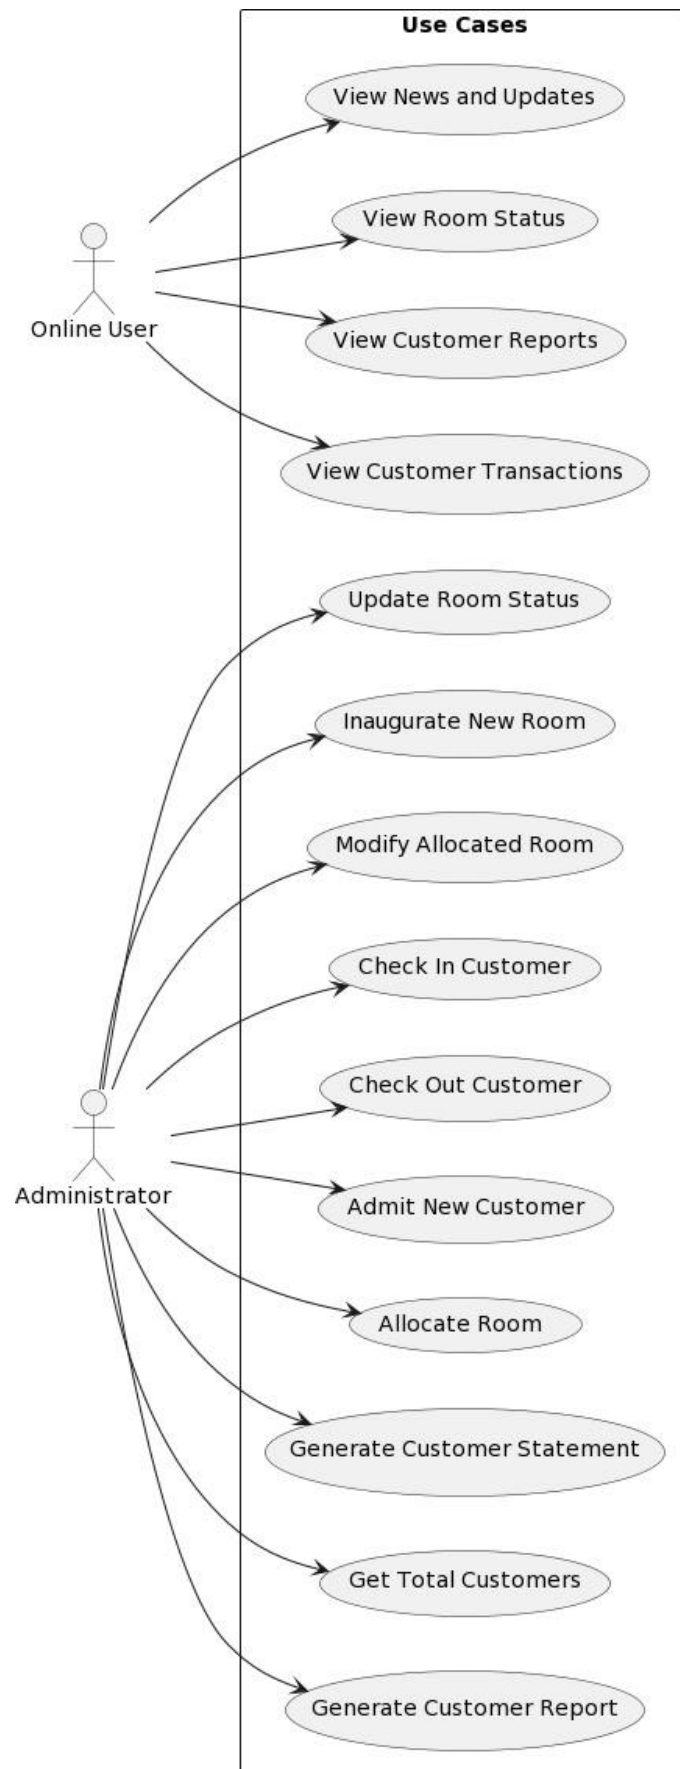 Use Cases
View News and Updates
View Room Status
Online User
View Customer Reports
View Customer Transactions
Update Room Status
Inaugurate New Room
Modify Allocated Room
Check In Customer
Check Out Customer
Administrator
Admit New Customer
Allocate Room
Generate Customer Statement
Get Total Customers
Generate Customer Report